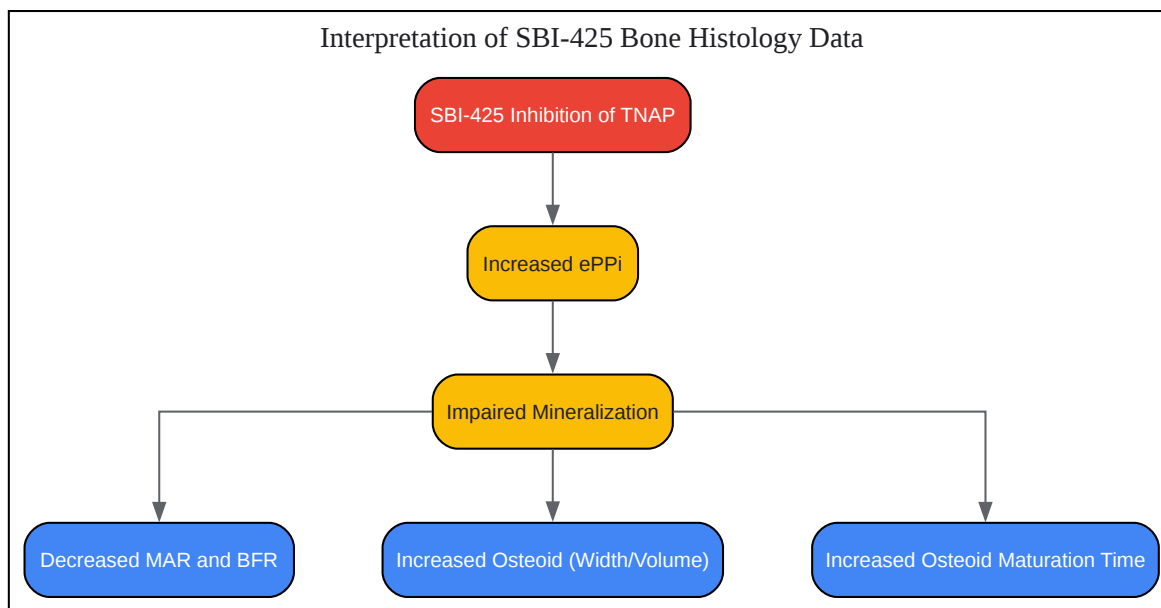 Interpretation of SBI-425 Bone Histology Data
SBI-425 Inhibition of TNAP
Increased ePPi
Impaired Mineralization
Decreased MAR and BFR
Increased Osteoid (Width/Volume)
Increased Osteoid Maturation Time